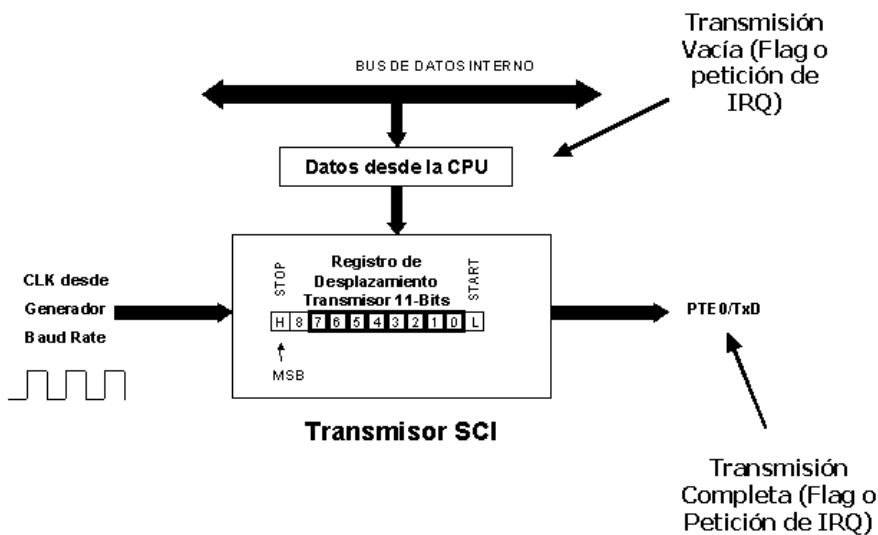 Transmisión
Vacía (Flag o
petición de
IRQ)
BUS DE DATOS INTERNO
Datos desde la CPU
CLK desde
Generador
Baud Rate
STOP
Registro de
Desplazamiento
Transmisor 11-Bits
START
H 8 7 6 5 4 3 2 1 0 L
MSB
PTE0/TxD
Transmisor SCI
Transmisión
Completa (Flag o
Petición de IRQ)